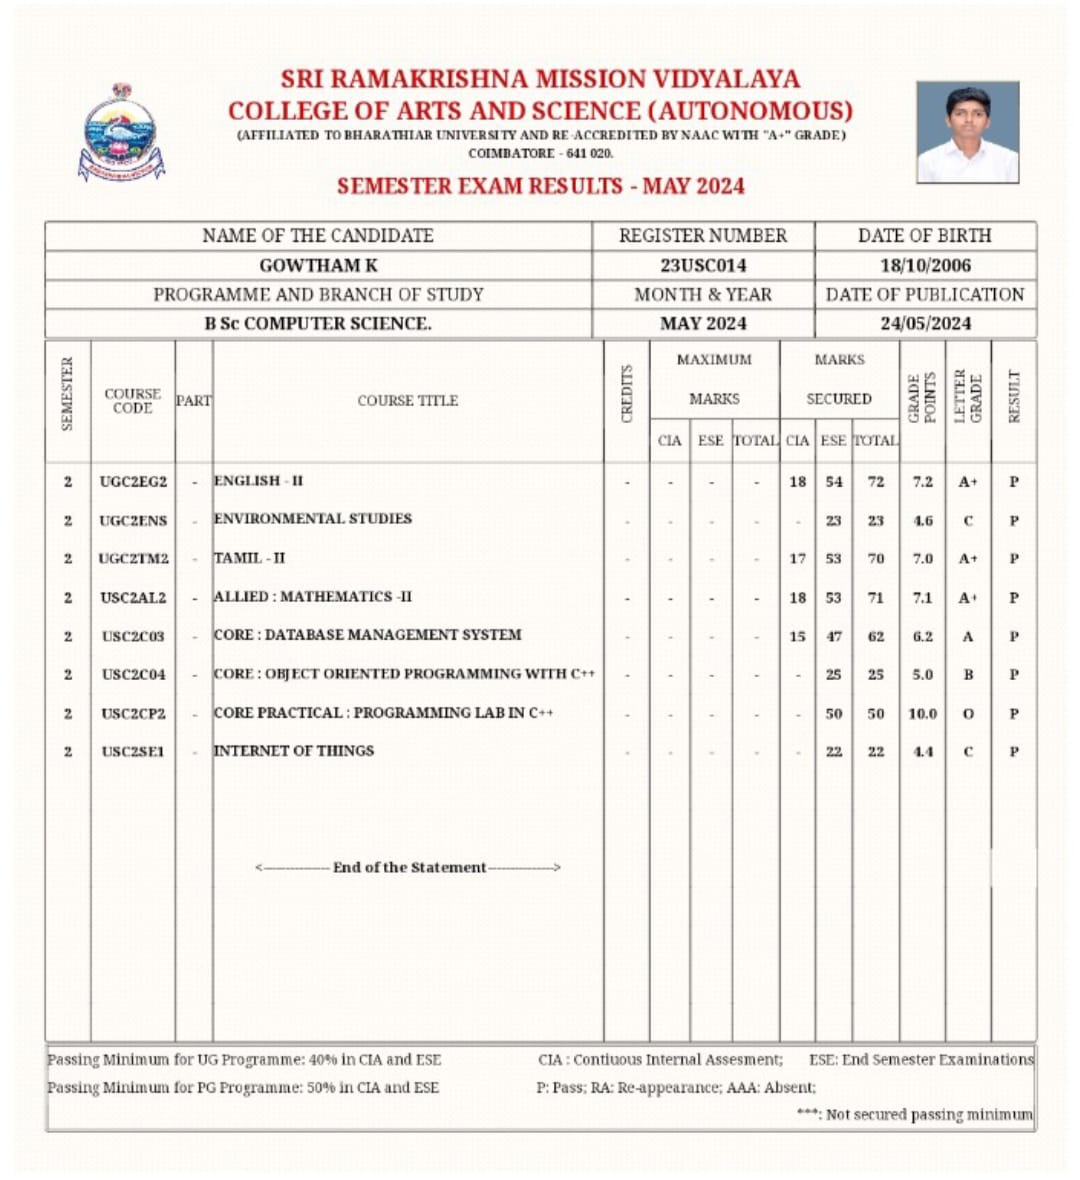 SRI RAMAKRISHNA MISSION VIDYALAYA
COLLEGE OF ARTS AND SCIENCE (AUTONOMOUS)
(AFFILIATED TO BHARATHIAR UNIVERSITY AND RE-ACCREDITED BY NAAC WITH "A+" GRADE)
COIMBATORE - 641 020.
SEMESTER EXAM RESULTS - MAY 2024
NAME OF THE CANDIDATE REGISTER NUMBER DATE OF BIRTH
GOWTHAM K 23USC014 18/10/2006
PROGRAMME AND BRANCH OF STUDY MONTH & YEAR DATE OF PUBLICATION
B Sc COMPUTER SCIENCE. MAY 2024 24/05/2024
SEMESTER COURSE CODE PART COURSE TITLE CREDITS MAXIMUM MARKS MARKS SECURED GRADE POINTS LETTER GRADE RESULT
CIA ESE TOTAL CIA ESE TOTAL
2 UGC2EG2 - ENGLISH - II - - - - 18 54 72 7.2 A+ P
2 UGC2ENS - ENVIRONMENTAL STUDIES - - - - - 23 23 4.6 C P
2 UGC2TM2 - TAMIL - II - - - - 17 53 70 7.0 A+ P
2 USC2AL2 - ALLIED : MATHEMATICS -II - - - - 18 53 71 7.1 A+ P
2 USC2C03 - CORE : DATABASE MANAGEMENT SYSTEM - - - - 15 47 62 6.2 A P
2 USC2C04 - CORE : OBJECT ORIENTED PROGRAMMING WITH C++ - - - - - 25 25 5.0 B P
2 USC2CP2 - CORE PRACTICAL : PROGRAMMING LAB IN C++ - - - - - 50 50 10.0 O P
2 USC2SE1 - INTERNET OF THINGS - - - - - 22 22 4.4 C P
<--------------- End of the Statement--------------->
Passing Minimum for UG Programme: 40% in CIA and ESE CIA : Contiuous Internal Assesment; ESE: End Semester Examinations
Passing Minimum for PG Programme: 50% in CIA and ESE P: Pass; RA: Re-appearance; AAA: Absent;
***: Not secured passing minimum